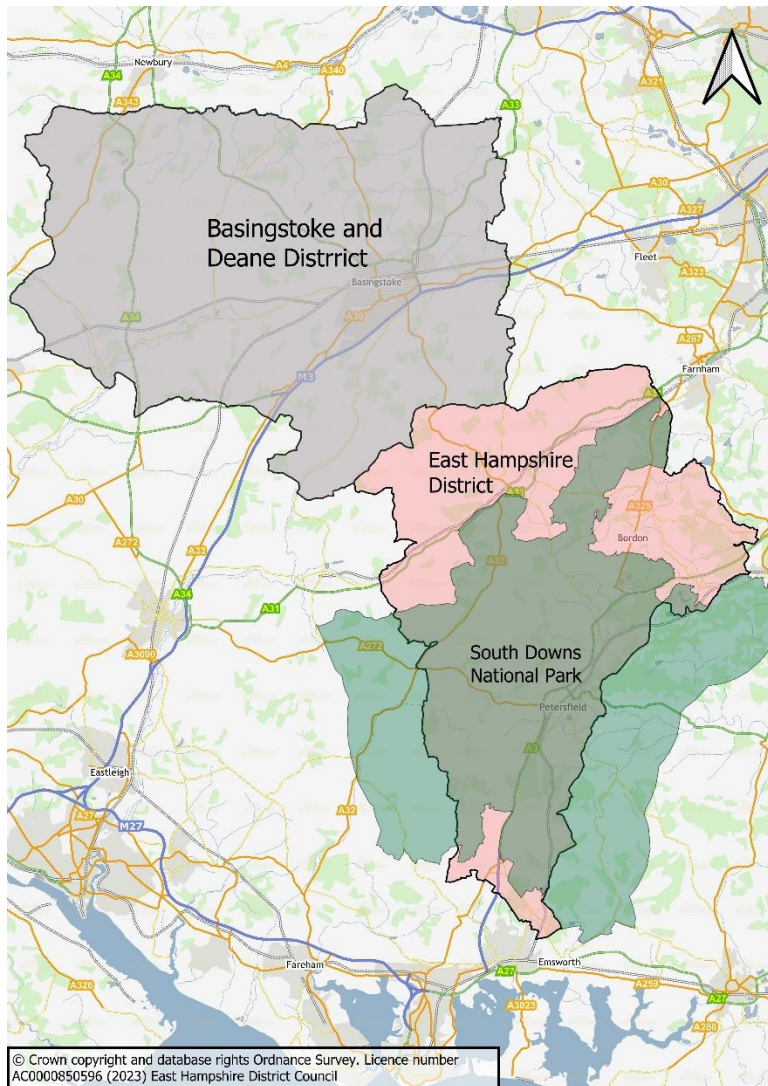 Newbury
A4
A340
A34
A343
A33
A321
A30
A327
Basingstoke and
Deane Distrrict
Fleet
A323
Basingstoke
A34
A30
A287
M3
Farnham
A31
East Hampshire
District
A31
A30
A325
A272
A33
Bordon
A32
A34
A31
A272
A3090
South Downs
National Park
Petersfield
A3
Eastleigh
A27
M27
A32
Fareham
Emsworth
A27
A259
A27
A326
A3023
A286
© Crown copyright and database rights Ordnance Survey. Licence number
AC0000850596 (2023) East Hampshire District Council